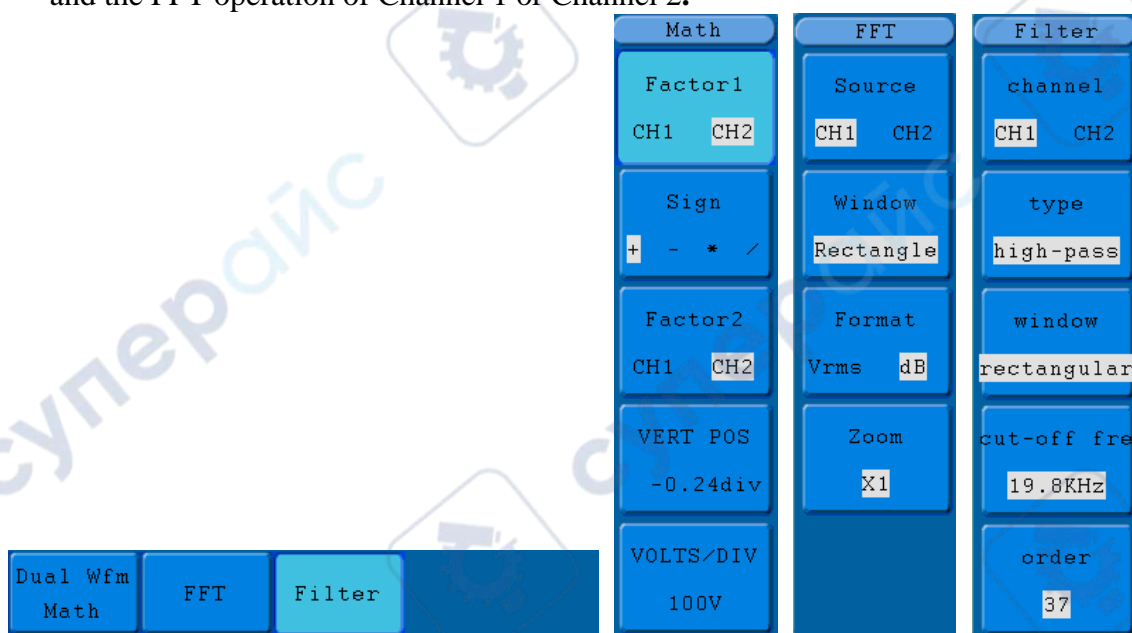 and the FFT operation of Channel 1 or Channel 2.
Math
Factor1
CH1 CH2
Sign
+ - * /
Factor2
CH1 CH2
VERT POS
-0.24div
VOLTS/DIV
100V
FFT
Source
CH1 CH2
Window
Rectangle
Format
Vrms dB
Zoom
X1
Filter
channel
CH1 CH2
type
high-pass
window
rectangular
cut-off fre
19.8KHz
order
37
Dual Wfm
Math
FFT
Filter
суперайс